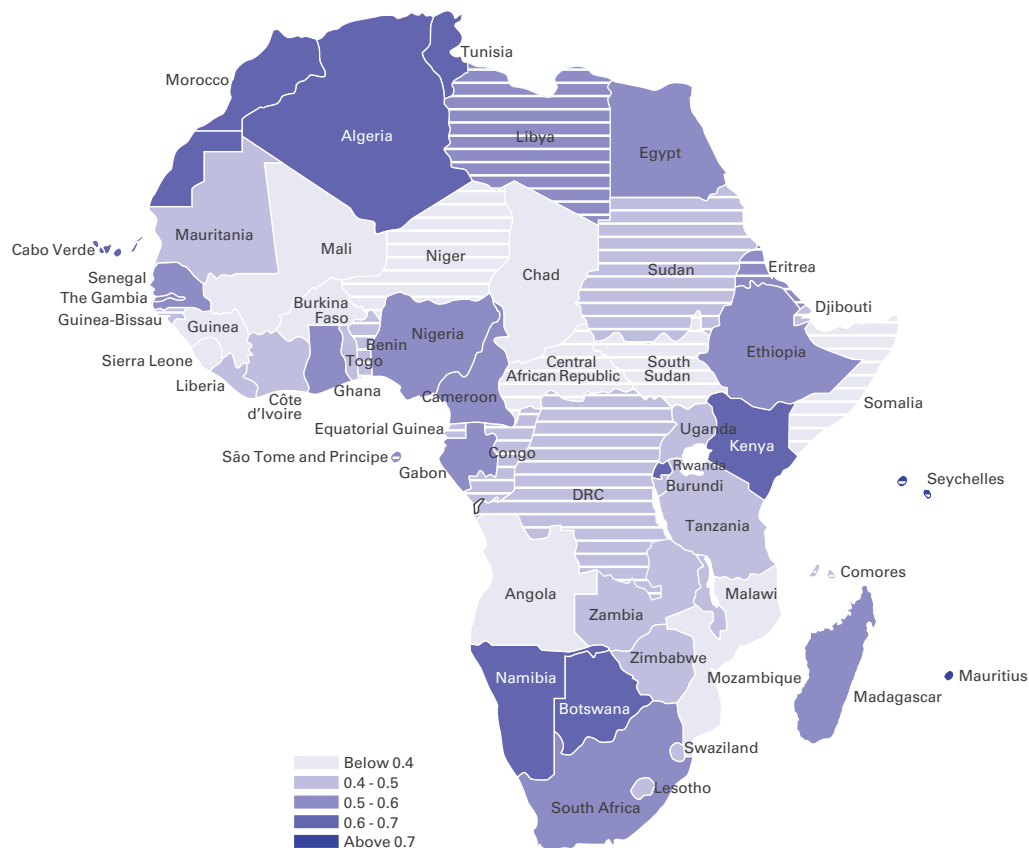 Tunisia
Morocco
Algeria
Libya
Egypt
Mauritania
Cabo Verde
Mali
Niger
Chad
Sudan
Eritrea
Senegal
The Gambia
Guinea-Bissau
Burkina
Faso
Djibouti
Guinea
Nigeria
Benin
Togo
Ethiopia
Sierra Leone
Liberia
Côte
d'Ivoire
Ghana
Cameroon
Central
African Republic
South
Sudan
Somalia
Equatorial Guinea
Uganda
Kenya
São Tome and Principe
Gabon
Congo
Rwanda
Burundi
Seychelles
DRC
Tanzania
Comores
Angola
Malawi
Zambia
Zimbabwe
Namibia
Botswana
Mozambique
Madagascar
Mauritius
Swaziland
Lesotho
South Africa
Below 0.4
0.4 - 0.5
0.5 - 0.6
0.6 - 0.7
Above 0.7